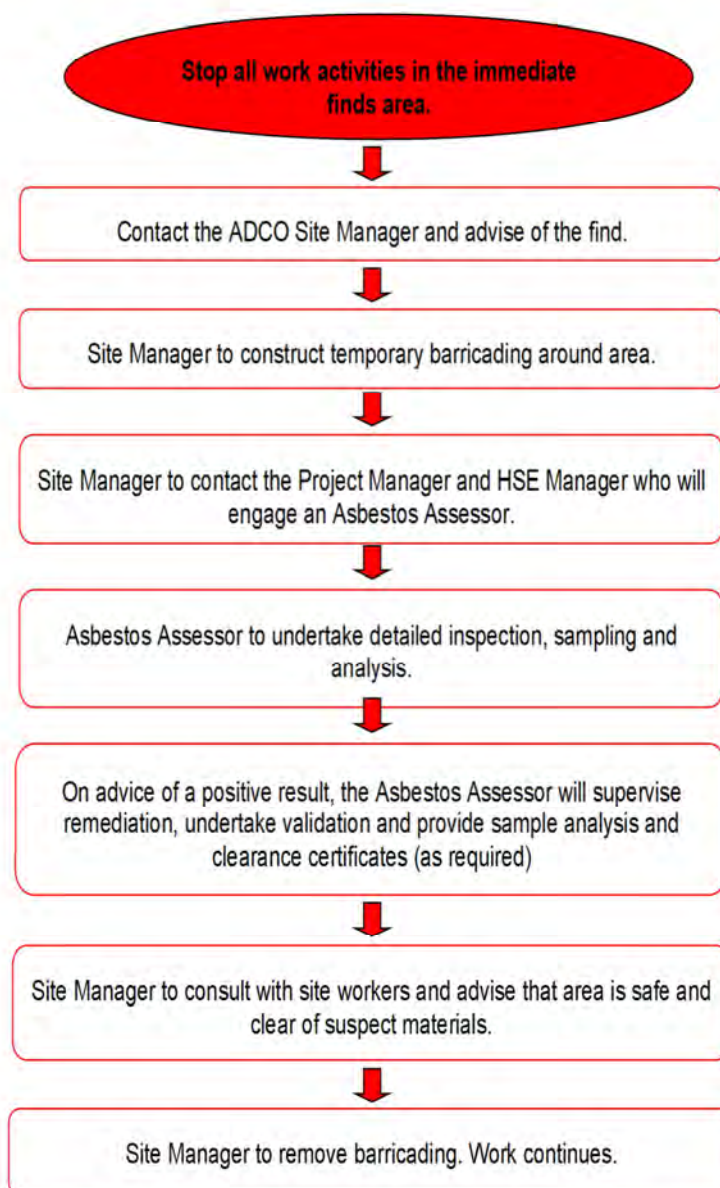 Stop all work activities in the immediate
finds area.
Contact the ADCO Site Manager and advise of the find.
Site Manager to construct temporary barricading around area.
Site Manager to contact the Project Manager and HSE Manager who will
engage an Asbestos Assessor.
Asbestos Assessor to undertake detailed inspection, sampling and
analysis.
On advice of a positive result, the Asbestos Assessor will supervise
remediation, undertake validation and provide sample analysis and
clearance certificates (as required)
Site Manager to consult with site workers and advise that area is safe and
clear of suspect materials.
Site Manager to remove barricading. Work continues.